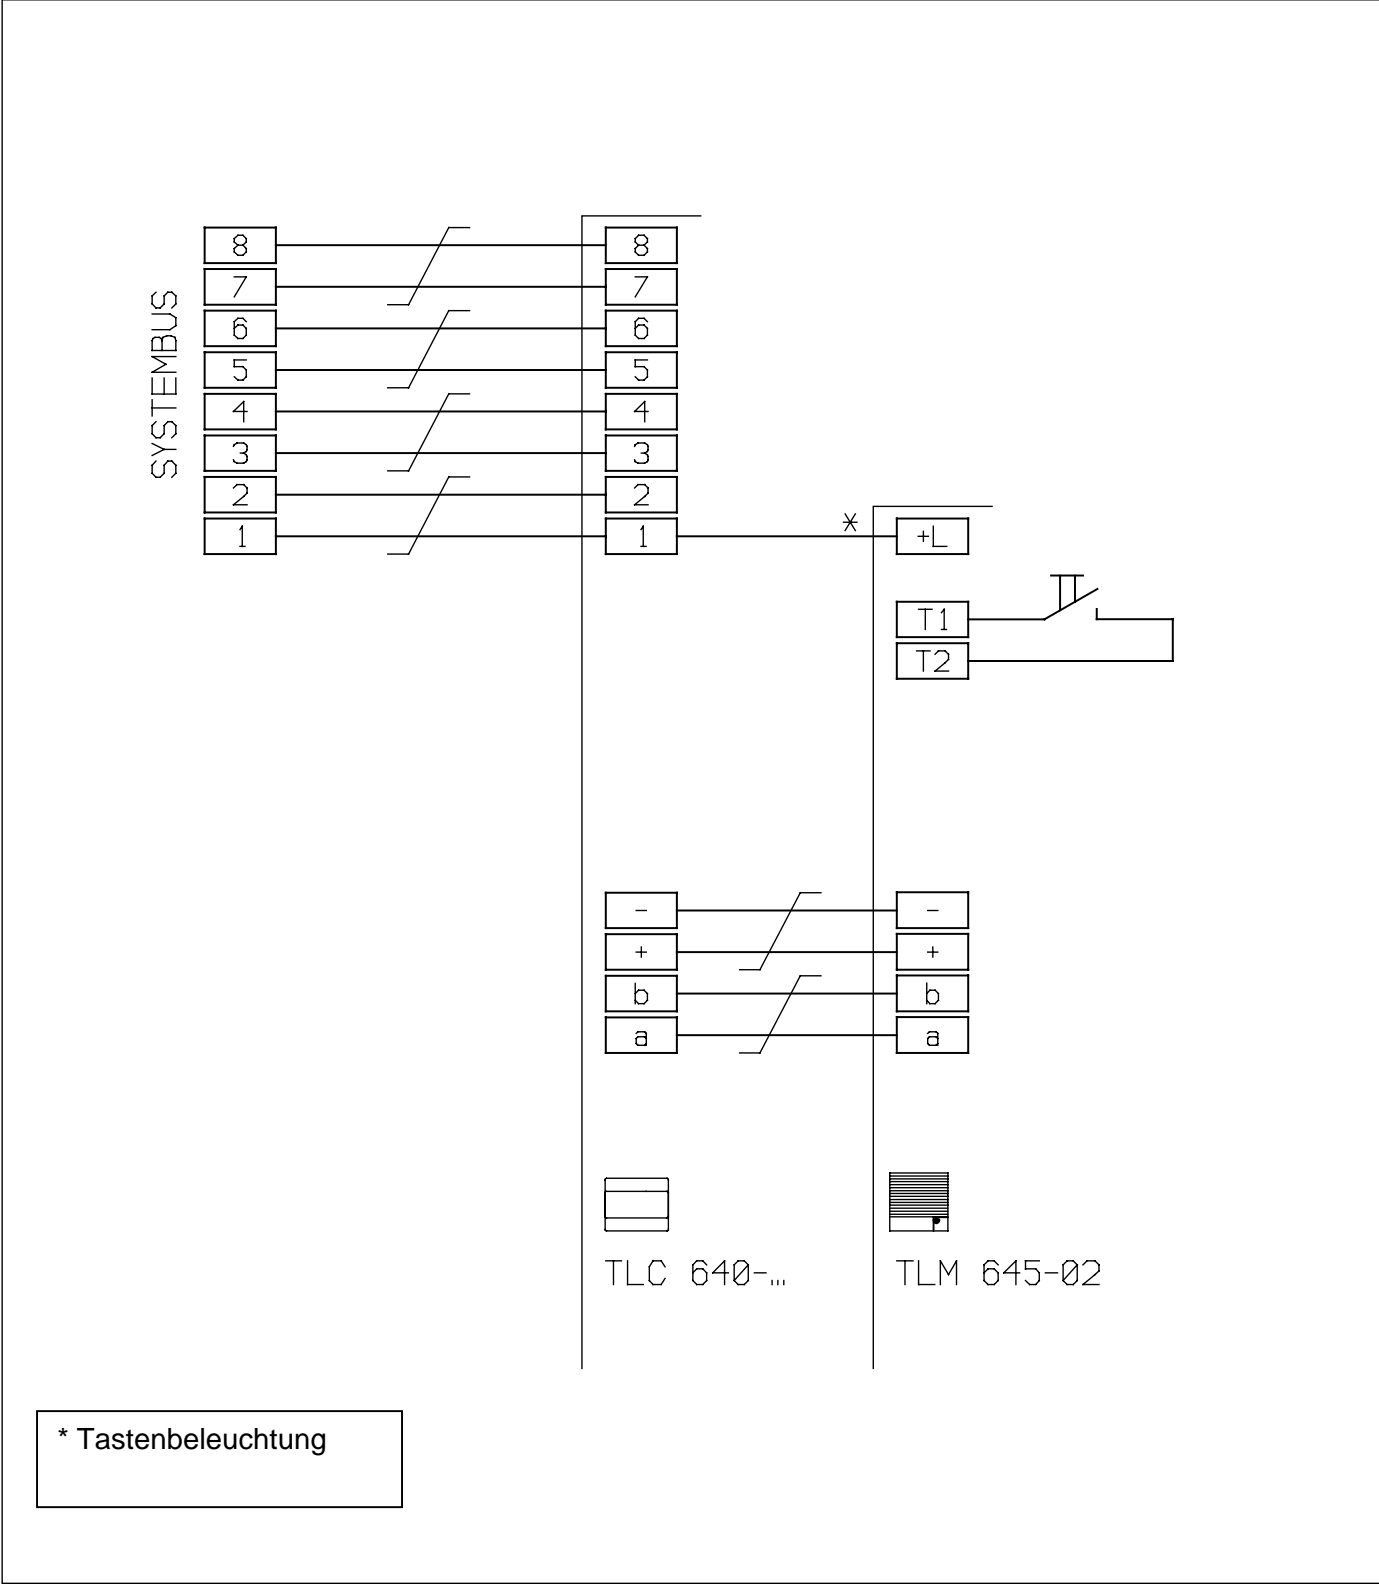 SYSTEMBUS
8 8
7 7
6 6
5 5
4 4
3 3
2 2
1 1 * +L
T1
T2
- -
+ +
b b
a a
TLC 640-… TLM 645-02
* Tastenbeleuchtung